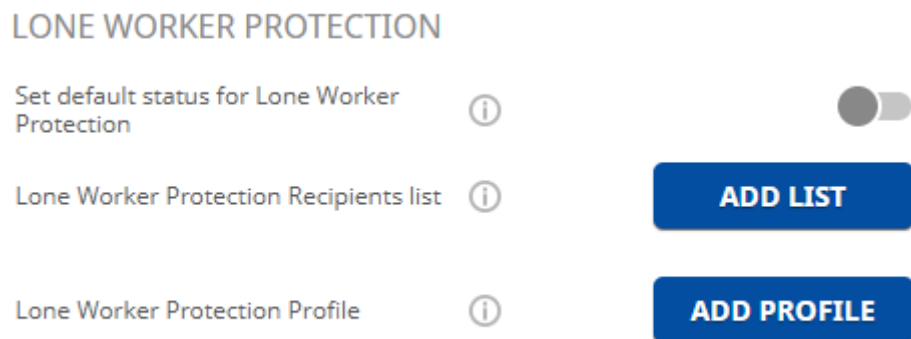 LONE WORKER PROTECTION
Set default status for Lone Worker
Protection
Lone Worker Protection Recipients list
ADD LIST
Lone Worker Protection Profile
ADD PROFILE